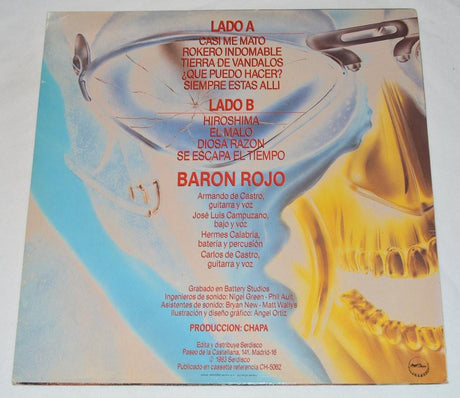 LADO A
CASI ME MATO
ROKERO INDOMABLE
TIERRA DE VANDALOS
¿QUE PUEDO HACER?
SIEMPRE ESTAS ALLI
LADO B
HIROSHIMA
EL MALO
DIOSA RAZON
SE ESCAPA EL TIEMPO
BARON ROJO
Armando de Castro,
guitarra y voz
José Luis Campuzano,
bajo y voz
Hermes Calabria,
batería y percusión
Carlos de Castro,
guitarra y voz
Grabado en Battery Studios
Ingenieros de sonido: Nigel Green - Phil Ault
Asistentes de sonido: Bryan New - Matt Wallys
Ilustración y diseño gráfico: Angel Ortiz
PRODUCCION: CHAPA
Edita y distribuye Serdisco
Paseo de la Castellana, 141. Madrid-16
© 1983 Serdisco
Publicado en cassette referencia CH-5062